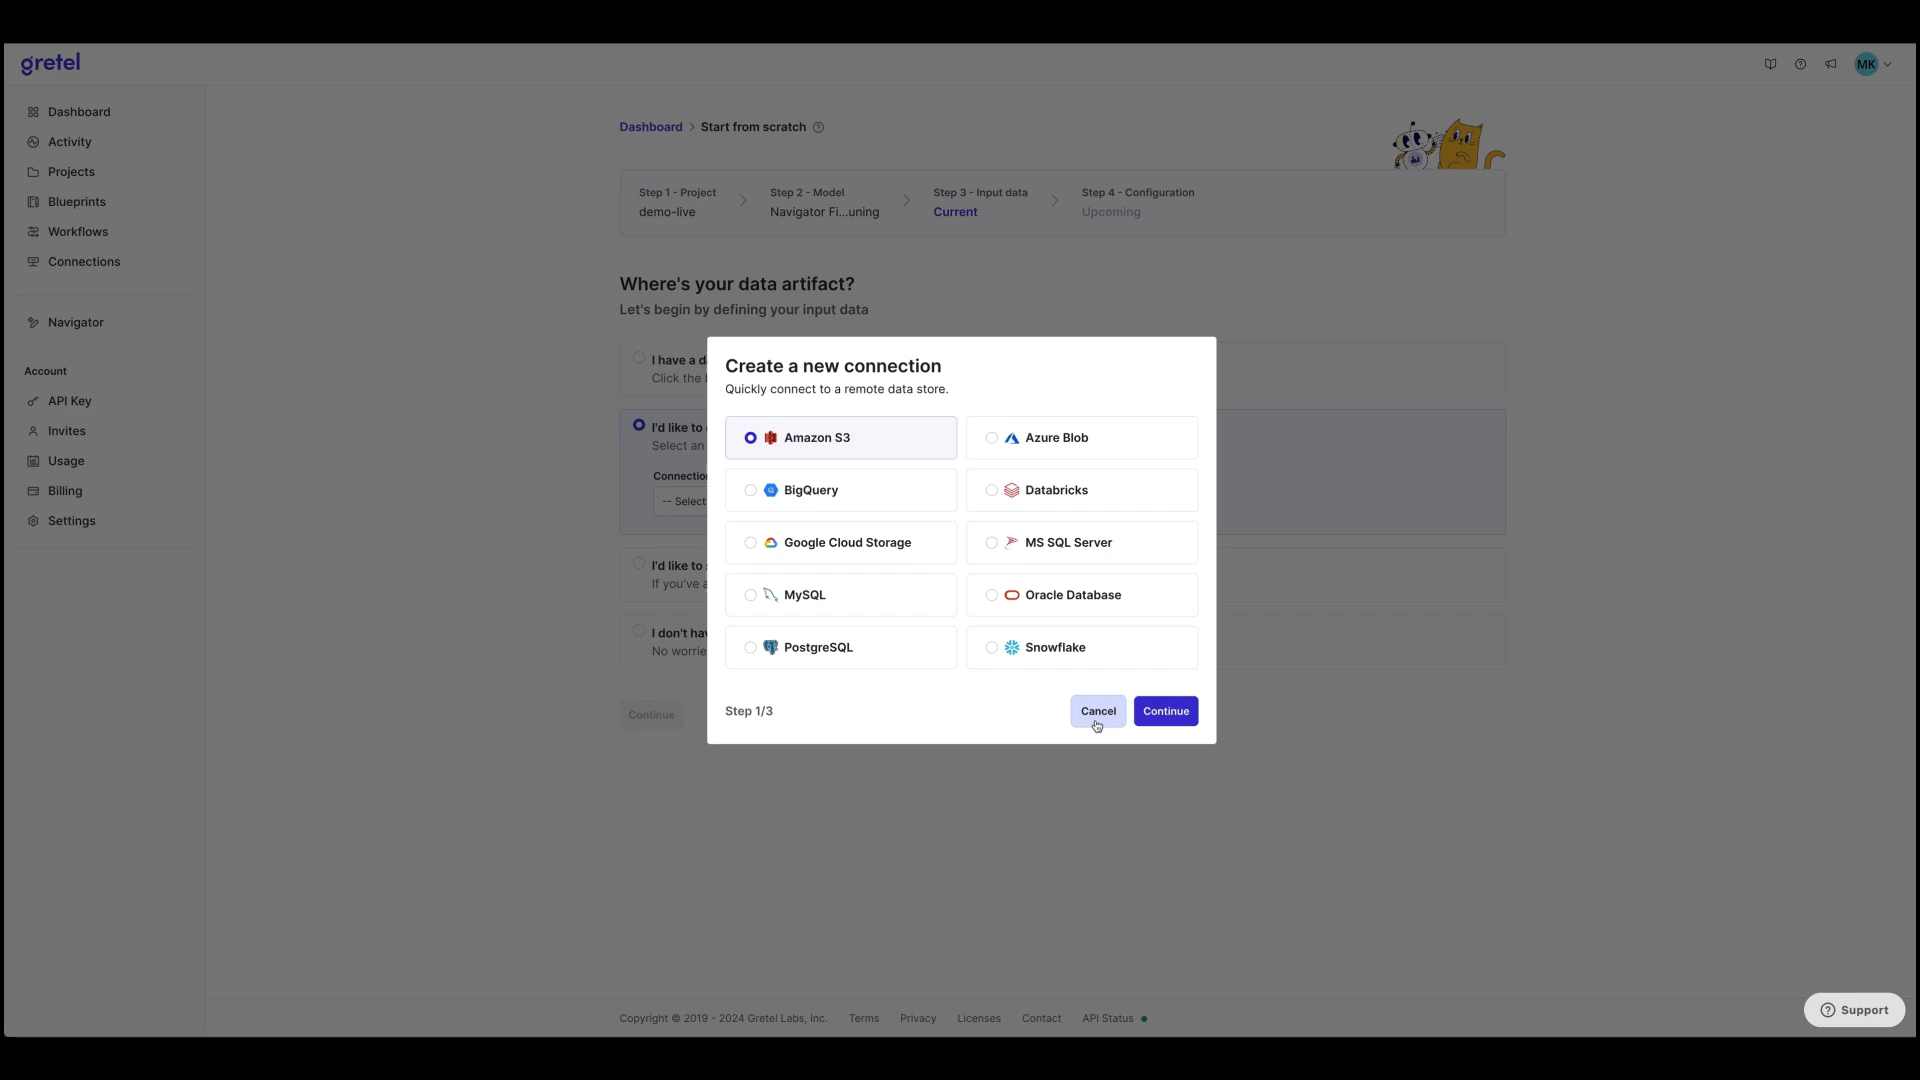 gretel
MK
Dashboard
Activity
Projects
Blueprints
Workflows
Connections
Navigator
Account
API Key
Invites
Usage
Billing
Settings
Dashboard > Start from scratch
Step 1 - Project
demo-live
Step 2 - Model
Navigator Fi...uning
Step 3 - Input data
Current
Step 4 - Configuration
Upcoming
Where's your data artifact?
Let's begin by defining your input data
I have a d
Click the
I'd like to
Select an
Connection
-- Select
I'd like to
If you've a
I don't hav
No worrie
Continue
Create a new connection
Quickly connect to a remote data store.
Amazon S3
Azure Blob
BigQuery
Databricks
Google Cloud Storage
MS SQL Server
MySQL
Oracle Database
PostgreSQL
Snowflake
Step 1/3
Cancel
Continue
Copyright © 2019 - 2024 Gretel Labs, Inc. Terms Privacy Licenses Contact API Status
Support